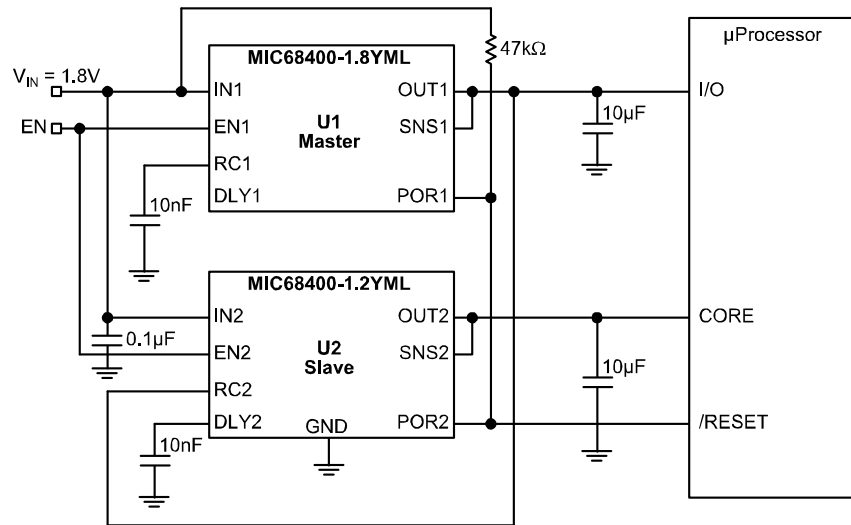 VIN = 1.8V
EN
MIC68400-1.8YML
IN1
EN1
RC1
DLY1
U1
Master
OUT1
SNS1
POR1
47kΩ
10nF
10µF
MIC68400-1.2YML
IN2
EN2
RC2
DLY2
U2
Slave
GND
OUT2
SNS2
POR2
0.1µF
10nF
10µF
µProcessor
I/O
CORE
/RESET